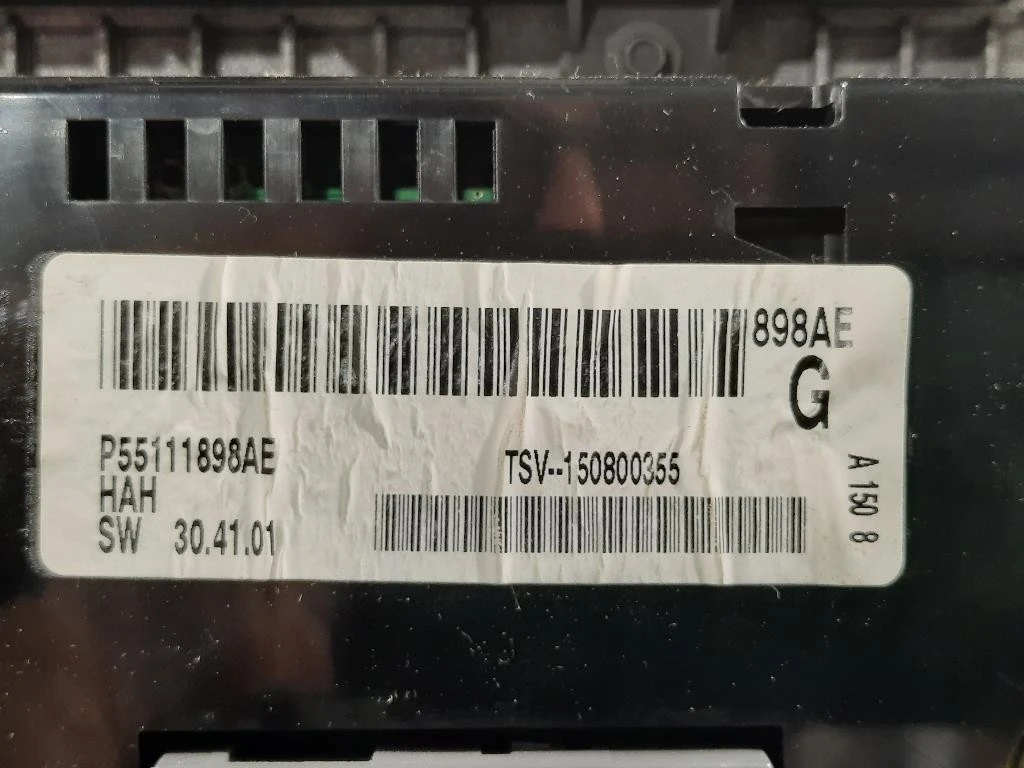 898AE
G
P55111898AE
HAH
SW 30.41.01
TSV--150800355
A 150 8